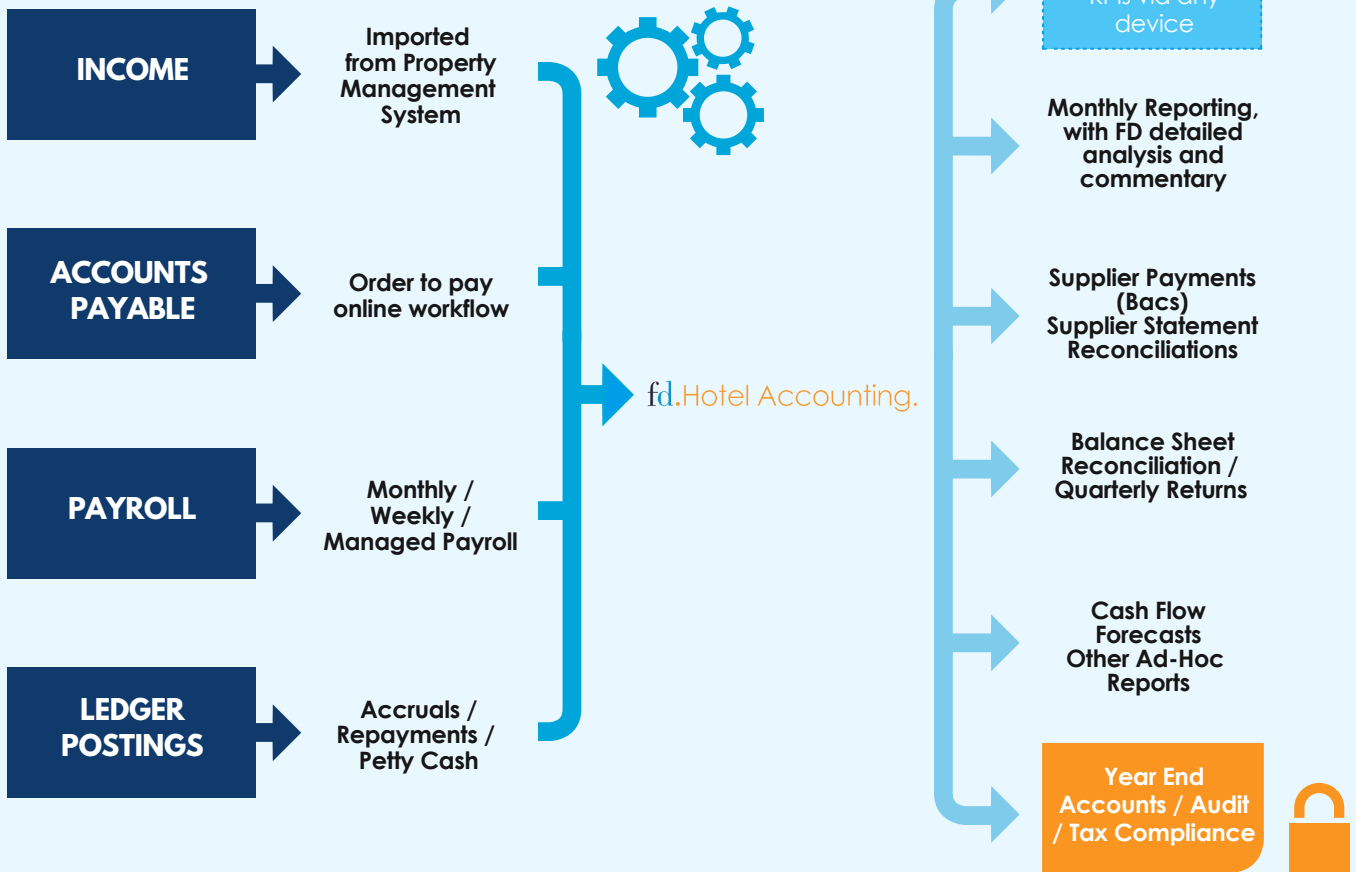 INCOME
Imported
from Property
Management
System
ACCOUNTS
PAYABLE
Order to pay
online workflow
PAYROLL
Monthly /
Weekly /
Managed Payroll
LEDGER
POSTINGS
Accruals /
Repayments /
Petty Cash
fd.Hotel Accounting.
via any
device
Monthly Reporting,
with FD detailed
analysis and
commentary
Supplier Payments
(Bacs)
Supplier Statement
Reconciliations
Balance Sheet
Reconciliation /
Quarterly Returns
Cash Flow
Forecasts
Other Ad-Hoc
Reports
Year End
Accounts / Audit
/ Tax Compliance